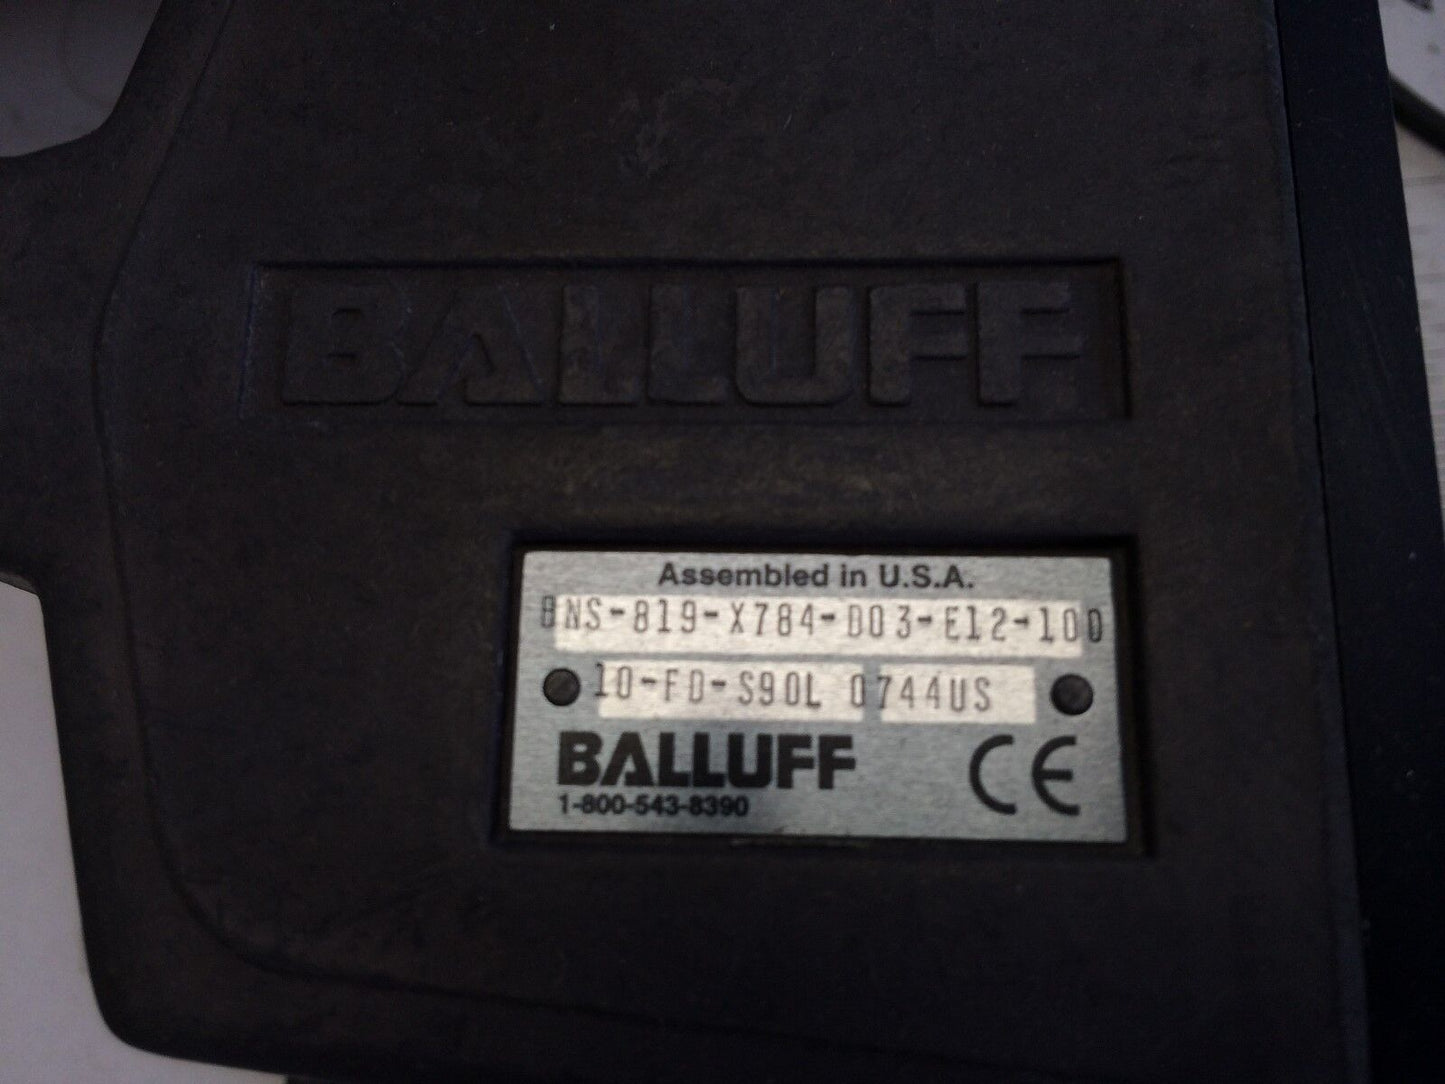 BALLUFF
Assembled in U.S.A.
BNS-819-X784-D03-E12-100
10-FD-S90L 0744US
BALLUFF CE
1-800-543-8390